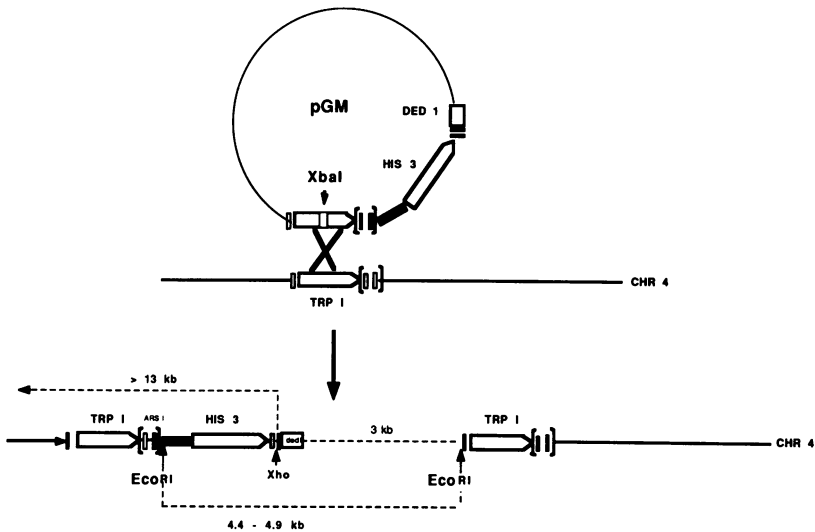 pGM
DED 1
HIS 3
XbaI
TRP I
CHR 4
> 13 kb
TRP I
ARS I
HIS 3
ded1
3 kb
TRP I
CHR 4
EcoRI
Xho
EcoRI
4.4 - 4.9 kb